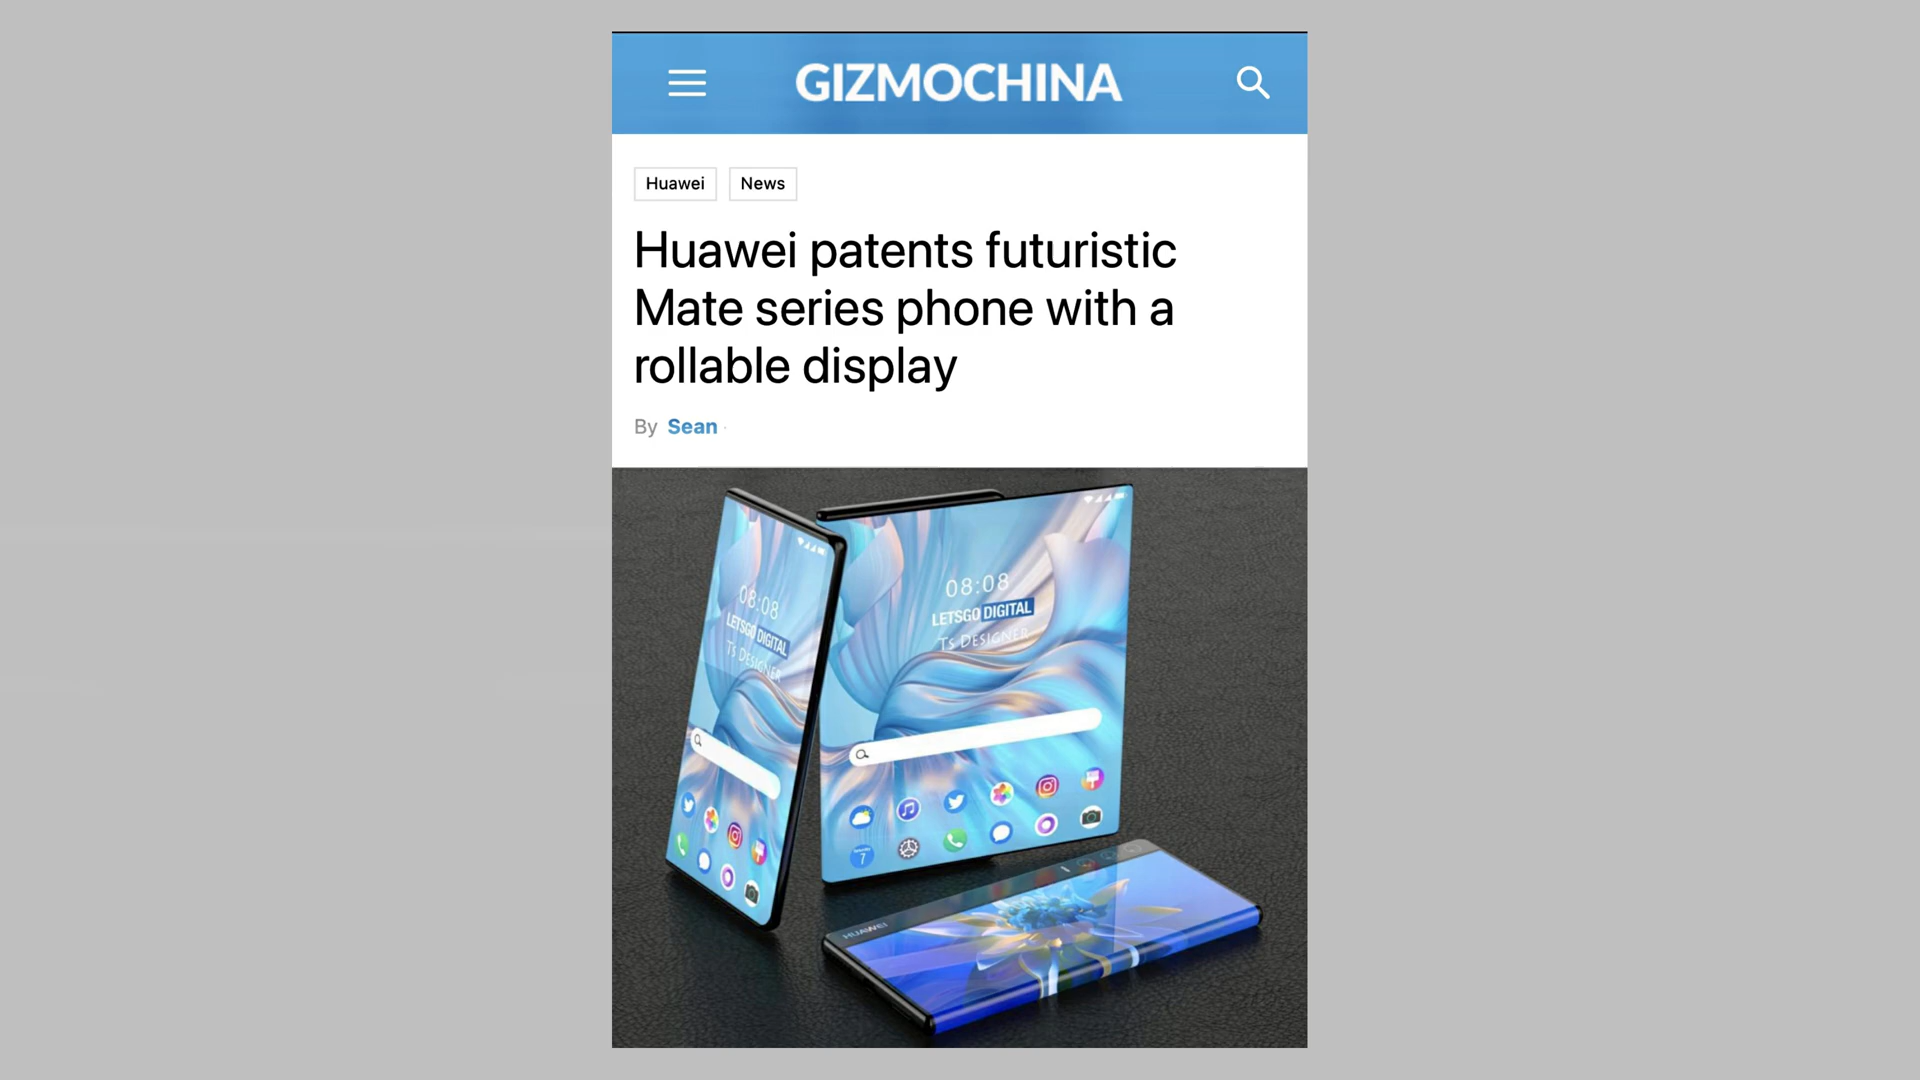 GIZMOCHINA
Huawei
News
Huawei patents futuristic
Mate series phone with a
rollable display
By Sean
08:08
LETSGO DIGITAL
Ts DESIGNER
08:08
LETSGO DIGITAL
Ts DESIGNER
7
HUAWEI